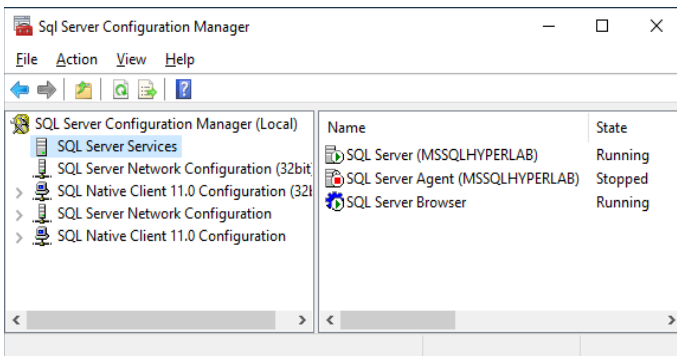 Sql Server Configuration Manager
File Action View Help
SQL Server Configuration Manager (Local)
SQL Server Services
SQL Server Network Configuration (32bit
SQL Native Client 11.0 Configuration (32b
SQL Server Network Configuration
SQL Native Client 11.0 Configuration
Name State
SQL Server (MSSQLHYPERLAB) Running
SQL Server Agent (MSSQLHYPERLAB) Stopped
SQL Server Browser Running